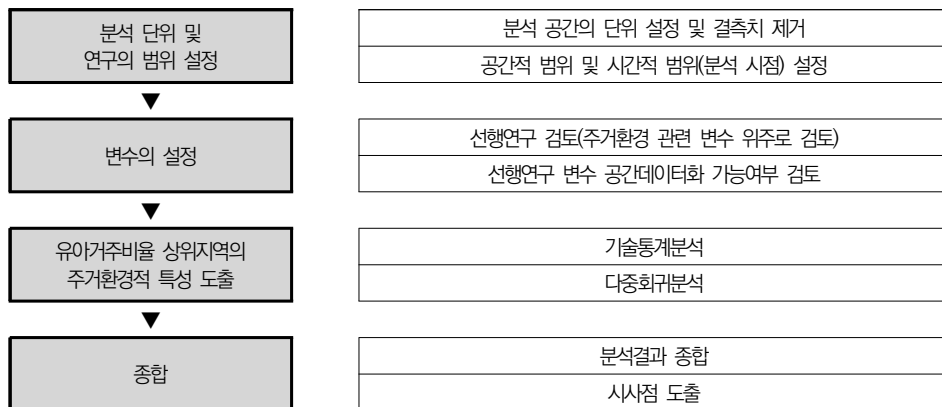 분석 단위 및
연구의 범위 설정
분석 공간의 단위 설정 및 결측치 제거
공간적 범위 및 시간적 범위(분석 시점) 설정
▼
변수의 설정
선행연구 검토(주거환경 관련 변수 위주로 검토)
선행연구 변수 공간데이터화 가능여부 검토
▼
유아거주비율 상위지역의
주거환경적 특성 도출
기술통계분석
다중회귀분석
▼
종합
분석결과 종합
시사점 도출